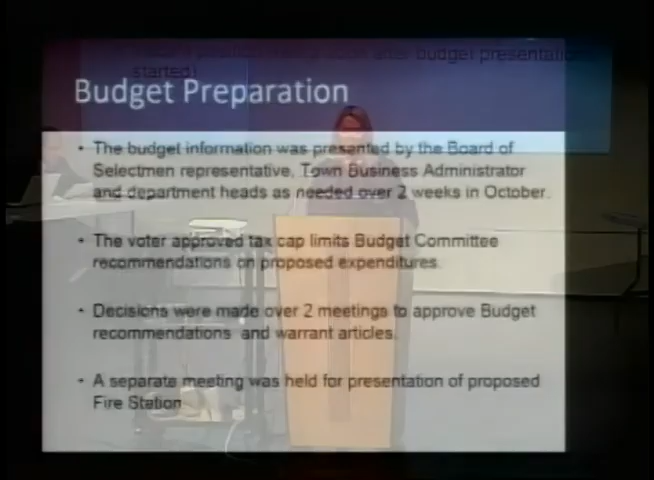 after budget presentation
started)
Budget Preparation
• The budget information was presented by the Board of
Selectmen representative, Town Business Administrator
and department heads as needed over 2 weeks in October.
• The voter approved tax cap limits Budget Committee
recommendations on proposed expenditures.
• Decisions were made over 2 meetings to approve Budget
recommendations and warrant articles.
• A separate meeting was held for presentation of proposed
Fire Station